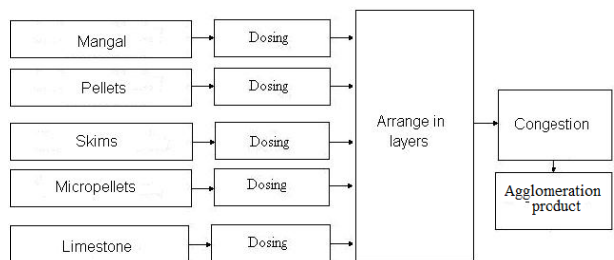 Mangal
Dosing
Pellets
Dosing
Skims
Dosing
Micropellets
Dosing
Limestone
Dosing
Arrange in
layers
Congestion
Agglomeration
product